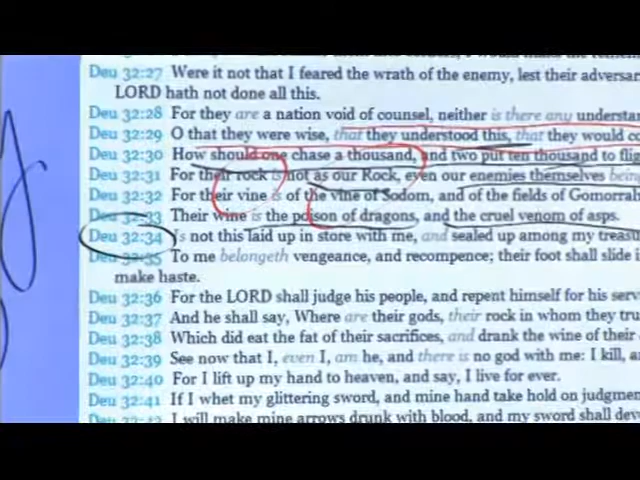 Deu 32:27 Were it not that I feared the wrath of the enemy, lest their adversar
LORD hath not done all this.
Deu 32:28 For they are a nation void of counsel, neither is there any understan
Deu 32:29 O that they were wise, that they understood this, that they would co
Deu 32:30 How should one chase a thousand, and two put ten thousand to flig
Deu 32:31 For their rock is not as our Rock, even our enemies themselves being
Deu 32:32 For their vine is of the vine of Sodom, and of the fields of Gomorral
Deu 32:33 Their wine is the poison of dragons, and the cruel venom of asps.
Deu 32:34 Is not this laid up in store with me, and sealed up among my treasu
Deu 32:35 To me belongeth vengeance, and recompence; their foot shall slide i
make haste.
Deu 32:36 For the LORD shall judge his people, and repent himself for his serv
Deu 32:37 And he shall say, Where are their gods, their rock in whom they tru
Deu 32:38 Which did eat the fat of their sacrifices, and drank the wine of their
Deu 32:39 See now that I, even I, am he, and there is no god with me: I kill, a
Deu 32:40 For I lift up my hand to heaven, and say, I live for ever.
Deu 32:41 If I whet my glittering sword, and mine hand take hold on judgmen
Deu 32:42 I will make mine arrows drunk with blood, and my sword shall dev